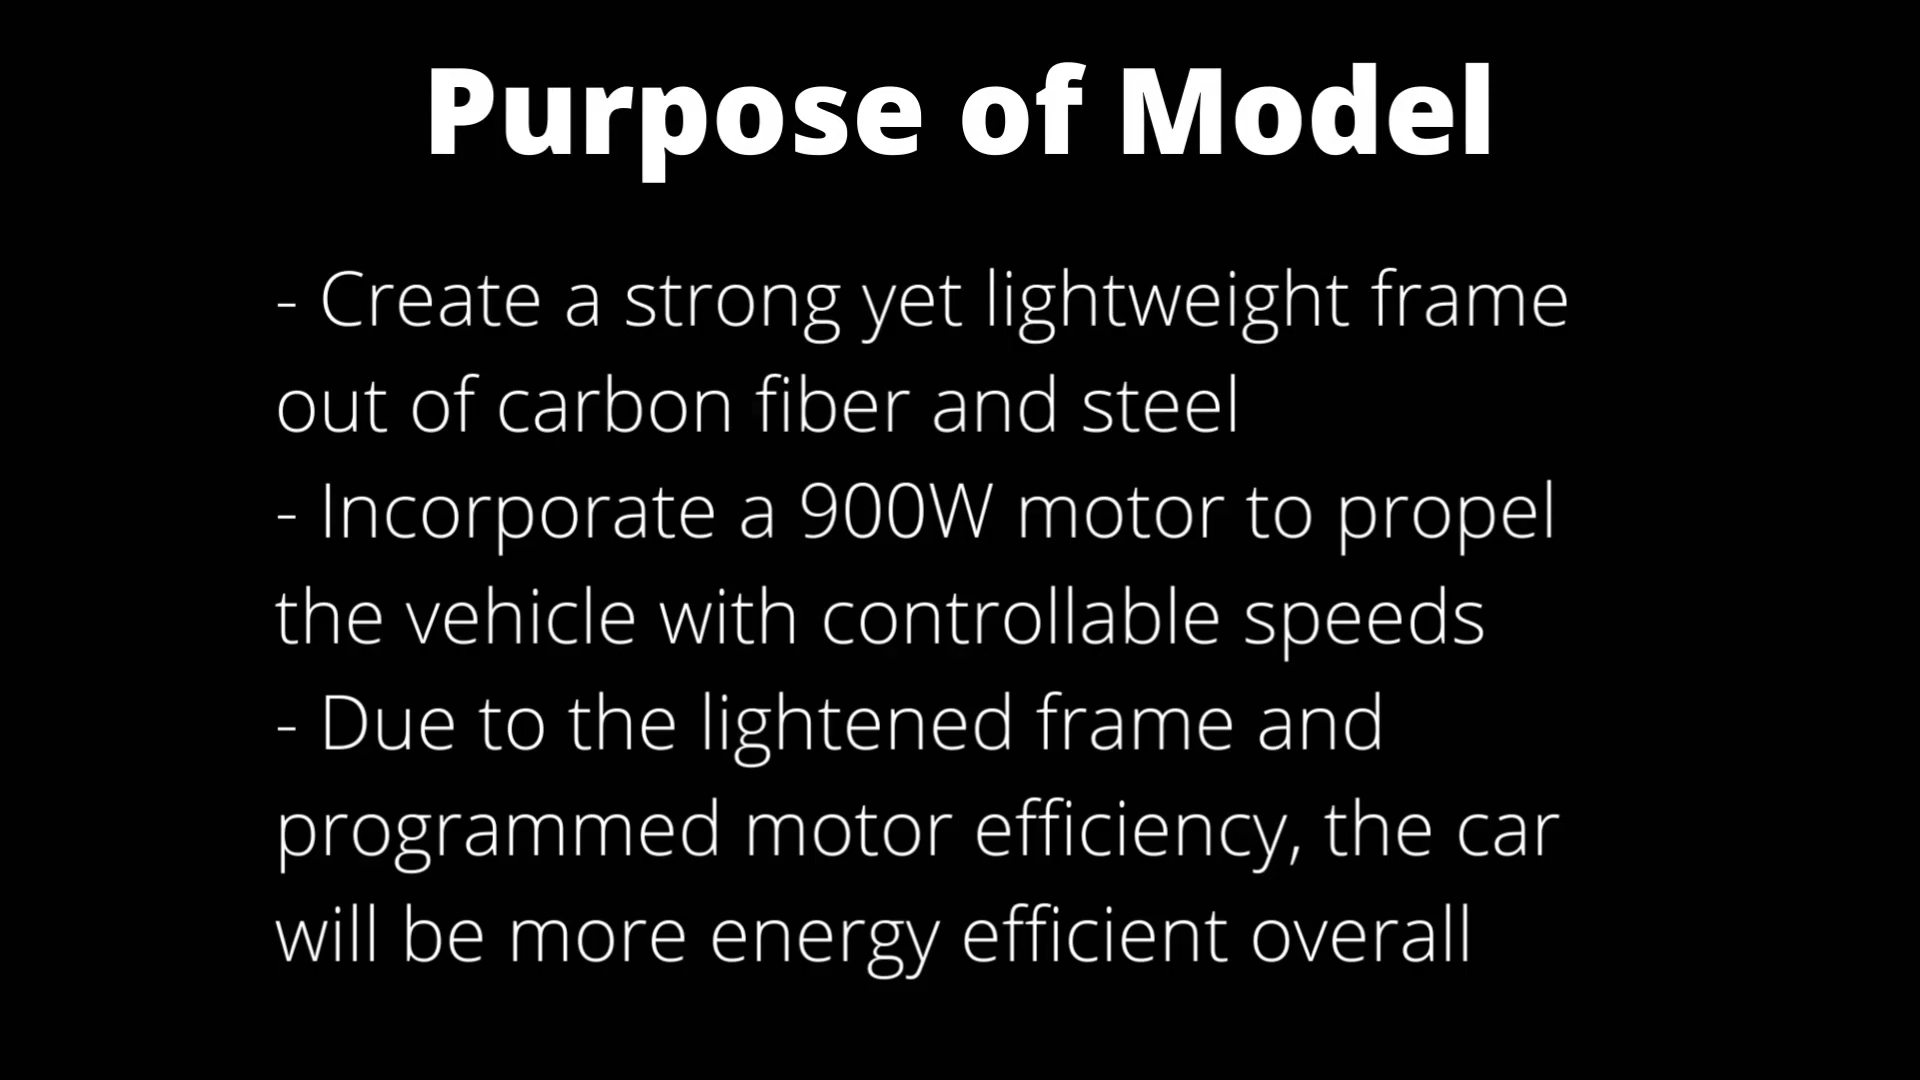 Purpose of Model
- Create a strong yet lightweight frame
out of carbon fiber and steel
- Incorporate a 900W motor to propel
the vehicle with controllable speeds
- Due to the lightened frame and
programmed motor efficiency, the car
will be more energy efficient overall